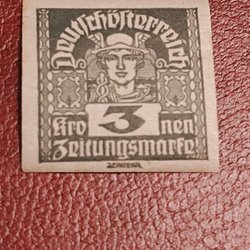 Deutschösterreich
Kro 3 nen
Zeitungsmarke